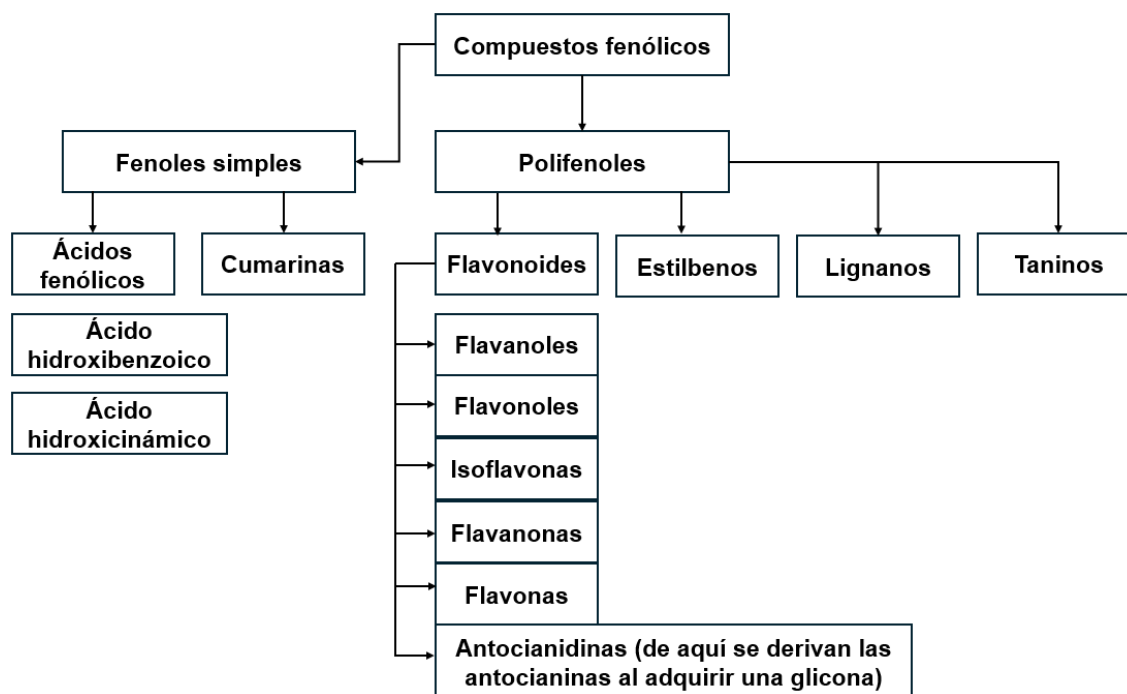 Compuestos fenólicos
Fenoles simples
Polifenoles
Ácidos
fenólicos
Cumarinas
Flavonoides
Estilbenos
Lignanos
Taninos
Ácido
hidroxibenzoico
Ácido
hidroxicinámico
Flavanoles
Flavonoles
Isoflavonas
Flavanonas
Flavonas
Antocianidinas (de aquí se derivan las
antocianinas al adquirir una glicona)